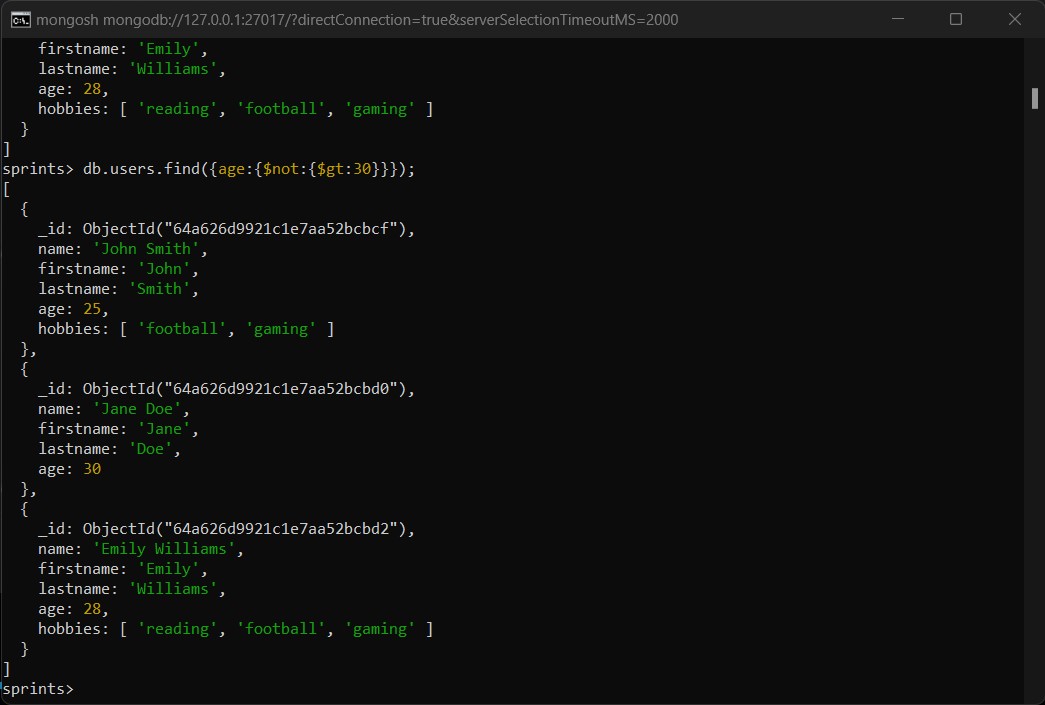 mongosh mongodb://127.0.0.1:27017/?directConnection=true&serverSelectionTimeoutMS=2000
    firstname: 'Emily',
    lastname: 'Williams',
    age: 28,
    hobbies: [ 'reading', 'football', 'gaming' ]
  }
]
sprints> db.users.find({age:{$not:{$gt:30}}});
[
  {
    _id: ObjectId("64a626d9921c1e7aa52bcbcf"),
    name: 'John Smith',
    firstname: 'John',
    lastname: 'Smith',
    age: 25,
    hobbies: [ 'football', 'gaming' ]
  },
  {
    _id: ObjectId("64a626d9921c1e7aa52bcbd0"),
    name: 'Jane Doe',
    firstname: 'Jane',
    lastname: 'Doe',
    age: 30
  },
  {
    _id: ObjectId("64a626d9921c1e7aa52bcbd2"),
    name: 'Emily Williams',
    firstname: 'Emily',
    lastname: 'Williams',
    age: 28,
    hobbies: [ 'reading', 'football', 'gaming' ]
  }
]
sprints>